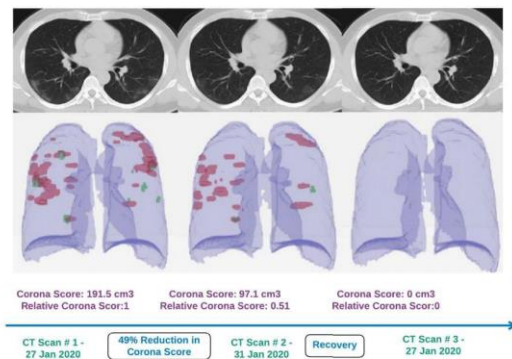 Corona Score: 191.5 cm3
Relative Corona Scor:1
Corona Score: 97.1 cm3
Relative Corona Score: 0.51
Corona Score: 0 cm3
Relative Corona Scor:0
CT Scan # 1 -
27 Jan 2020
49% Reduction in
Corona Score
CT Scan # 2 -
31 Jan 2020
Recovery
CT Scan # 3 -
27 Jan 2020